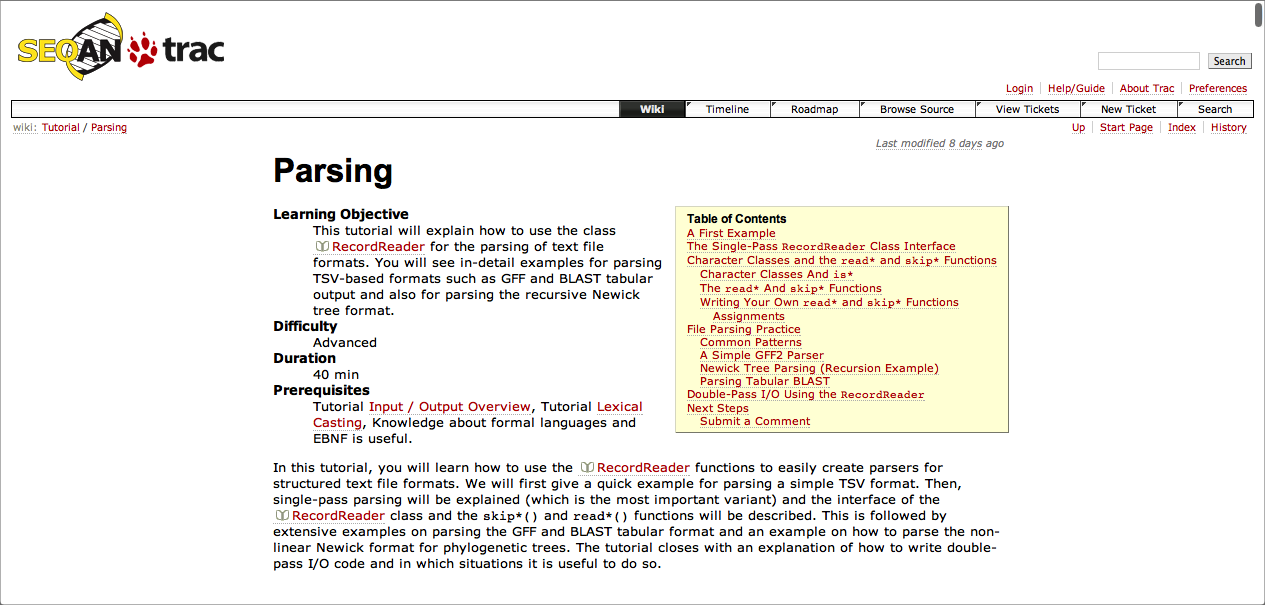 SEQAN trac
Search
Login Help/Guide About Trac Preferences
Wiki Timeline Roadmap Browse Source View Tickets New Ticket Search
wiki: Tutorial / Parsing
Up Start Page Index History
Last modified 8 days ago
Parsing
Learning Objective
This tutorial will explain how to use the class
RecordReader for the parsing of text file
formats. You will see in-detail examples for parsing
TSV-based formats such as GFF and BLAST tabular
output and also for parsing the recursive Newick
tree format.
Difficulty
Advanced
Duration
40 min
Prerequisites
Tutorial Input / Output Overview, Tutorial Lexical
Casting, Knowledge about formal languages and
EBNF is useful.
Table of Contents
A First Example
The Single-Pass RecordReader Class Interface
Character Classes and the read* and skip* Functions
Character Classes And is*
The read* And skip* Functions
Writing Your Own read* and skip* Functions
Assignments
File Parsing Practice
Common Patterns
A Simple GFF2 Parser
Newick Tree Parsing (Recursion Example)
Parsing Tabular BLAST
Double-Pass I/O Using the RecordReader
Next Steps
Submit a Comment
In this tutorial, you will learn how to use the RecordReader functions to easily create parsers for
structured text file formats. We will first give a quick example for parsing a simple TSV format. Then,
single-pass parsing will be explained (which is the most important variant) and the interface of the
RecordReader class and the skip*() and read*() functions will be described. This is followed by
extensive examples on parsing the GFF and BLAST tabular format and an example on how to parse the non-
linear Newick format for phylogenetic trees. The tutorial closes with an explanation of how to write double-
pass I/O code and in which situations it is useful to do so.